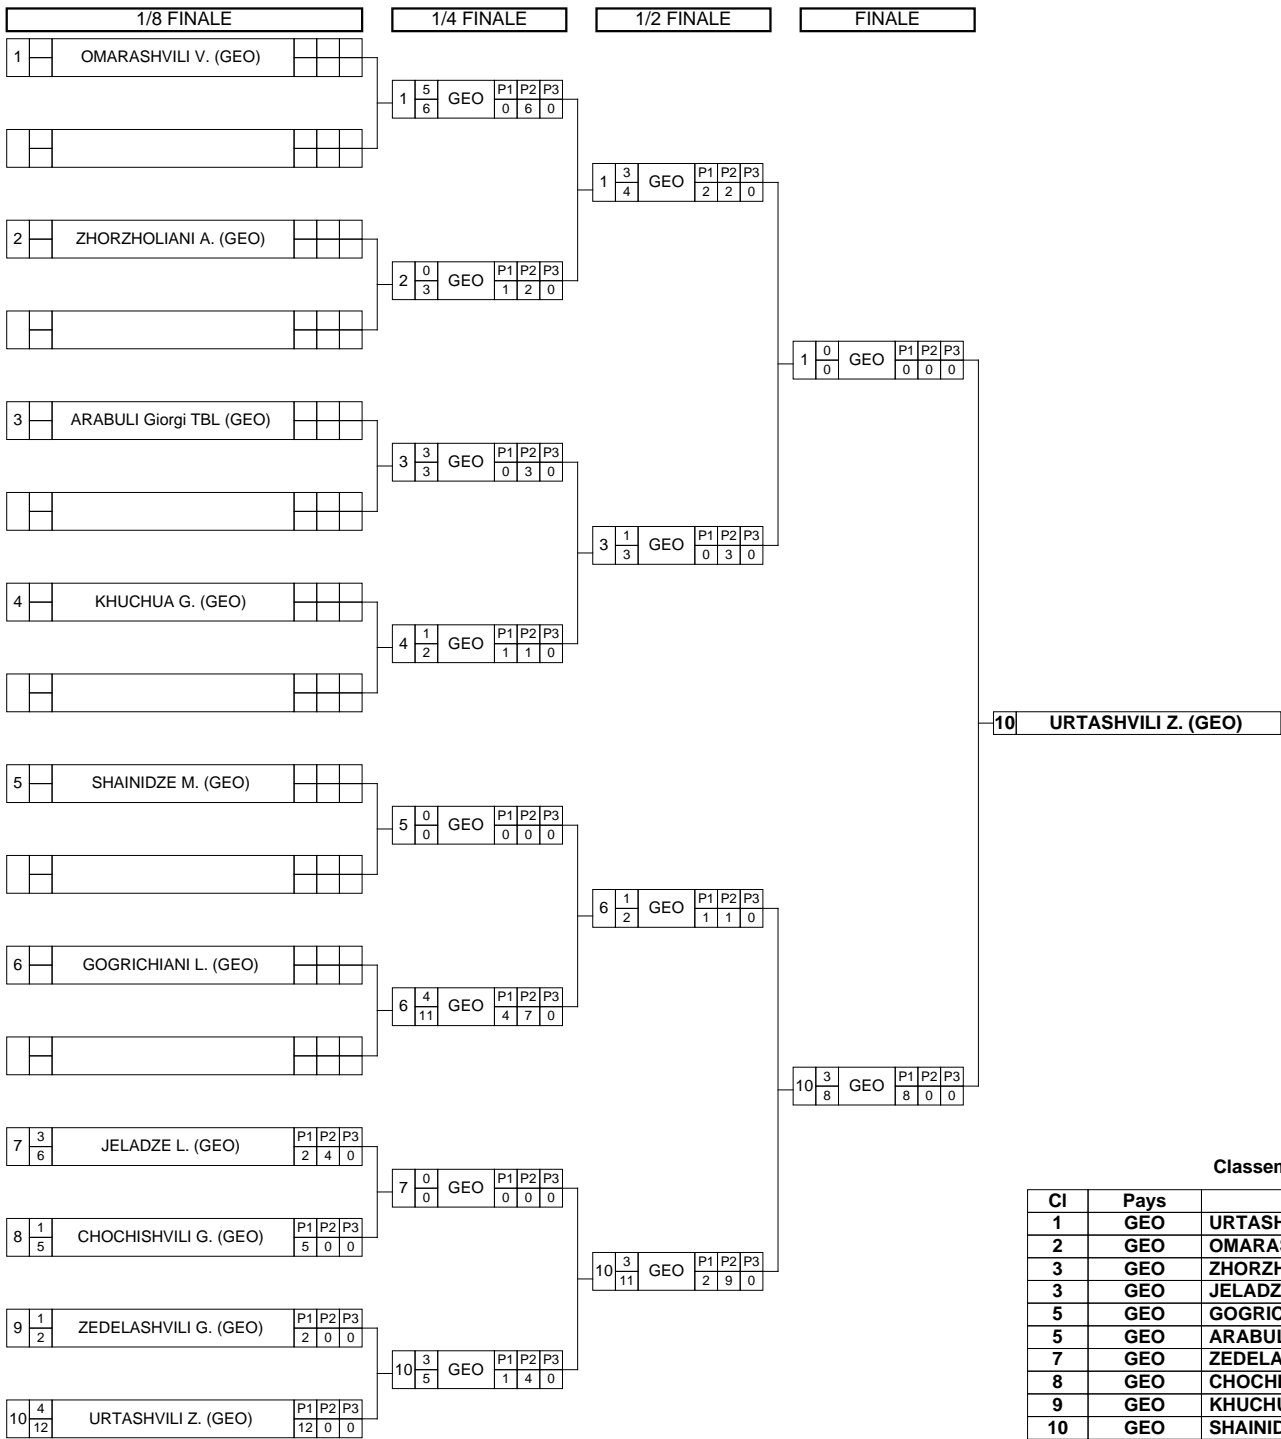 1/8 FINALE 1/4 FINALE 1/2 FINALE FINALE
1 OMARASHVILI V. (GEO)
1 5 6 GEO P1 P2 P3 0 6 0
1 3 4 GEO P1 P2 P3 2 2 0
2 ZHORZHOLIANI A. (GEO)
2 0 3 GEO P1 P2 P3 1 2 0
1 0 0 GEO P1 P2 P3 0 0 0
3 ARABULI Giorgi TBL (GEO)
3 3 3 GEO P1 P2 P3 0 3 0
3 1 3 GEO P1 P2 P3 0 3 0
4 KHUCHUA G. (GEO)
4 1 2 GEO P1 P2 P3 1 1 0
10 URTASHVILI Z. (GEO)
5 SHAINIDZE M. (GEO)
5 0 0 GEO P1 P2 P3 0 0 0
6 1 2 GEO P1 P2 P3 1 1 0
6 GOGRICHIANI L. (GEO)
6 4 11 GEO P1 P2 P3 4 7 0
10 3 8 GEO P1 P2 P3 8 0 0
7 3 6 JELADZE L. (GEO) P1 P2 P3 2 4 0
7 0 0 GEO P1 P2 P3 0 0 0
8 1 5 CHOCHISHVILI G. (GEO) P1 P2 P3 5 0 0
10 3 11 GEO P1 P2 P3 2 9 0
9 1 2 ZEDELASHVILI G. (GEO) P1 P2 P3 2 0 0
10 3 5 GEO P1 P2 P3 1 4 0
10 4 12 URTASHVILI Z. (GEO) P1 P2 P3 12 0 0
Cl Pays
1 GEO
2 GEO
3 GEO
3 GEO
5 GEO
5 GEO
7 GEO
8 GEO
9 GEO
10 GEO